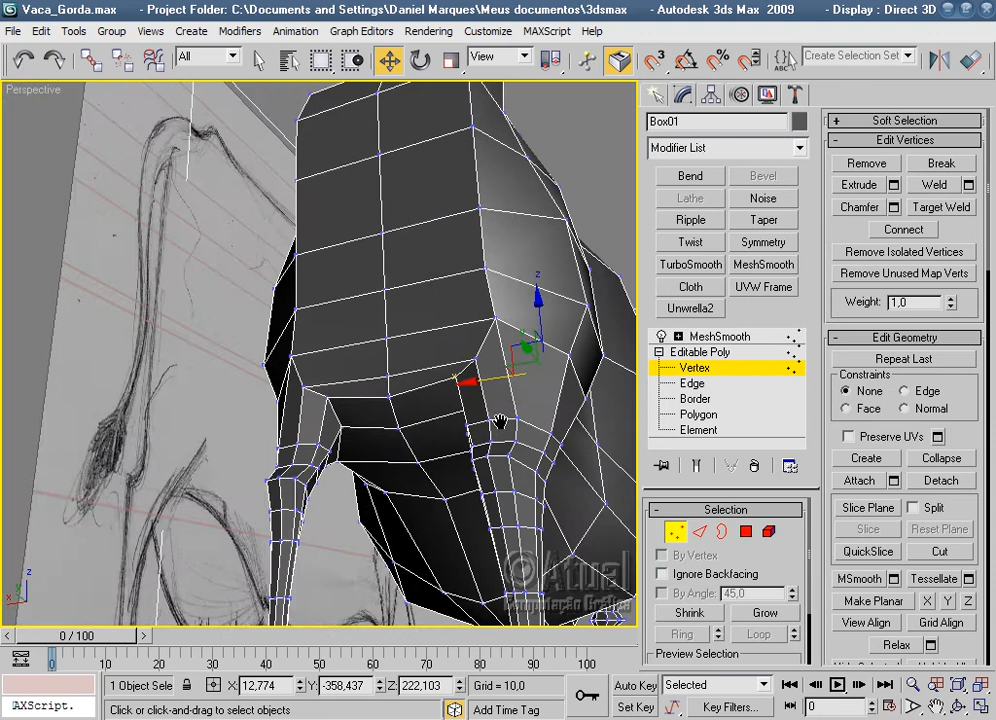 Vaca_Gorda.max - Project Folder: C:\Documents and Settings\Daniel Marques\Meus documentos\3dsmax - Autodesk 3ds Max 2009 - Display : Direct 3D
File Edit Tools Group Views Create Modifiers Animation Graph Editors Rendering Customize MAXScript Help
All View Create Selection Set
Perspective
Box01
Modifier List
Bend Bevel
Lathe Noise
Ripple Taper
Twist Symmetry
TurboSmooth MeshSmooth
Cloth UVW Frame
Unwrella2
MeshSmooth
Editable Poly
Vertex
Edge
Border
Polygon
Element
- Selection
By Vertex
Ignore Backfacing
By Angle: 45,0
Shrink Grow
Ring Loop
Preview Selection
+ Soft Selection
- Edit Vertices
Remove Break
Extrude Weld
Chamfer Target Weld
Connect
Remove Isolated Vertices
Remove Unused Map Verts
Weight: 1,0
- Edit Geometry
Repeat Last
Constraints
None Edge
Face Normal
Preserve UVs
Create Collapse
Attach Detach
Slice Plane Split
Slice Reset Plane
QuickSlice Cut
MSmooth Tessellate
Make Planar X Y Z
View Align Grid Align
Relax
z
x
z
x
©Atual
Computação Gráfica
< 0 / 100 >
0 10 20 30 40 50 60 70 80 90 100
1 Object Sele X: 12,774 Y: -358,437 Z: 222,103 Grid = 10,0 Auto Key Selected
AXScript. Click or click-and-drag to select objects Add Time Tag Set Key Key Filters... 0